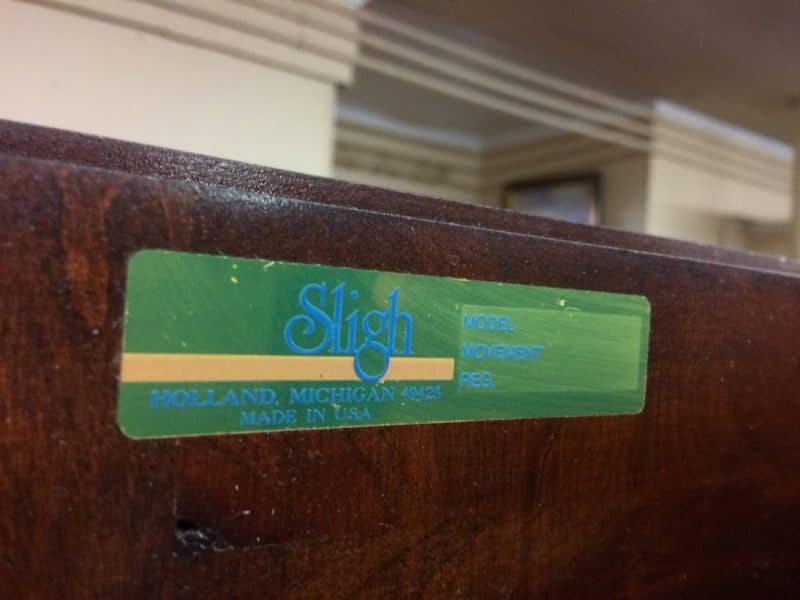 Sligh
HOLLAND, MICHIGAN 49423
MADE IN USA
MODEL
MOVEMENT
REG.